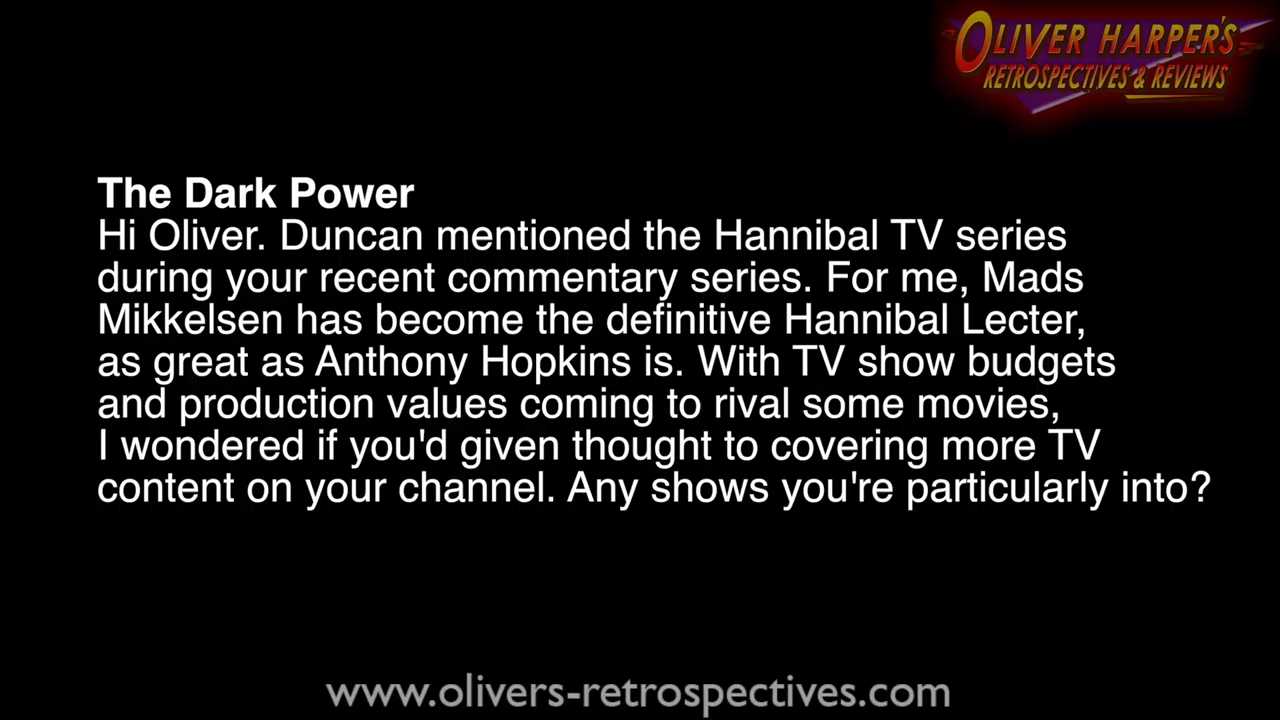 OLIVER HARPER'S
RETROSPECTIVES & REVIEWS
The Dark Power
Hi Oliver. Duncan mentioned the Hannibal TV series
during your recent commentary series. For me, Mads
Mikkelsen has become the definitive Hannibal Lecter,
as great as Anthony Hopkins is. With TV show budgets
and production values coming to rival some movies,
I wondered if you'd given thought to covering more TV
content on your channel. Any shows you're particularly into?
www.olivers-retrospectives.com